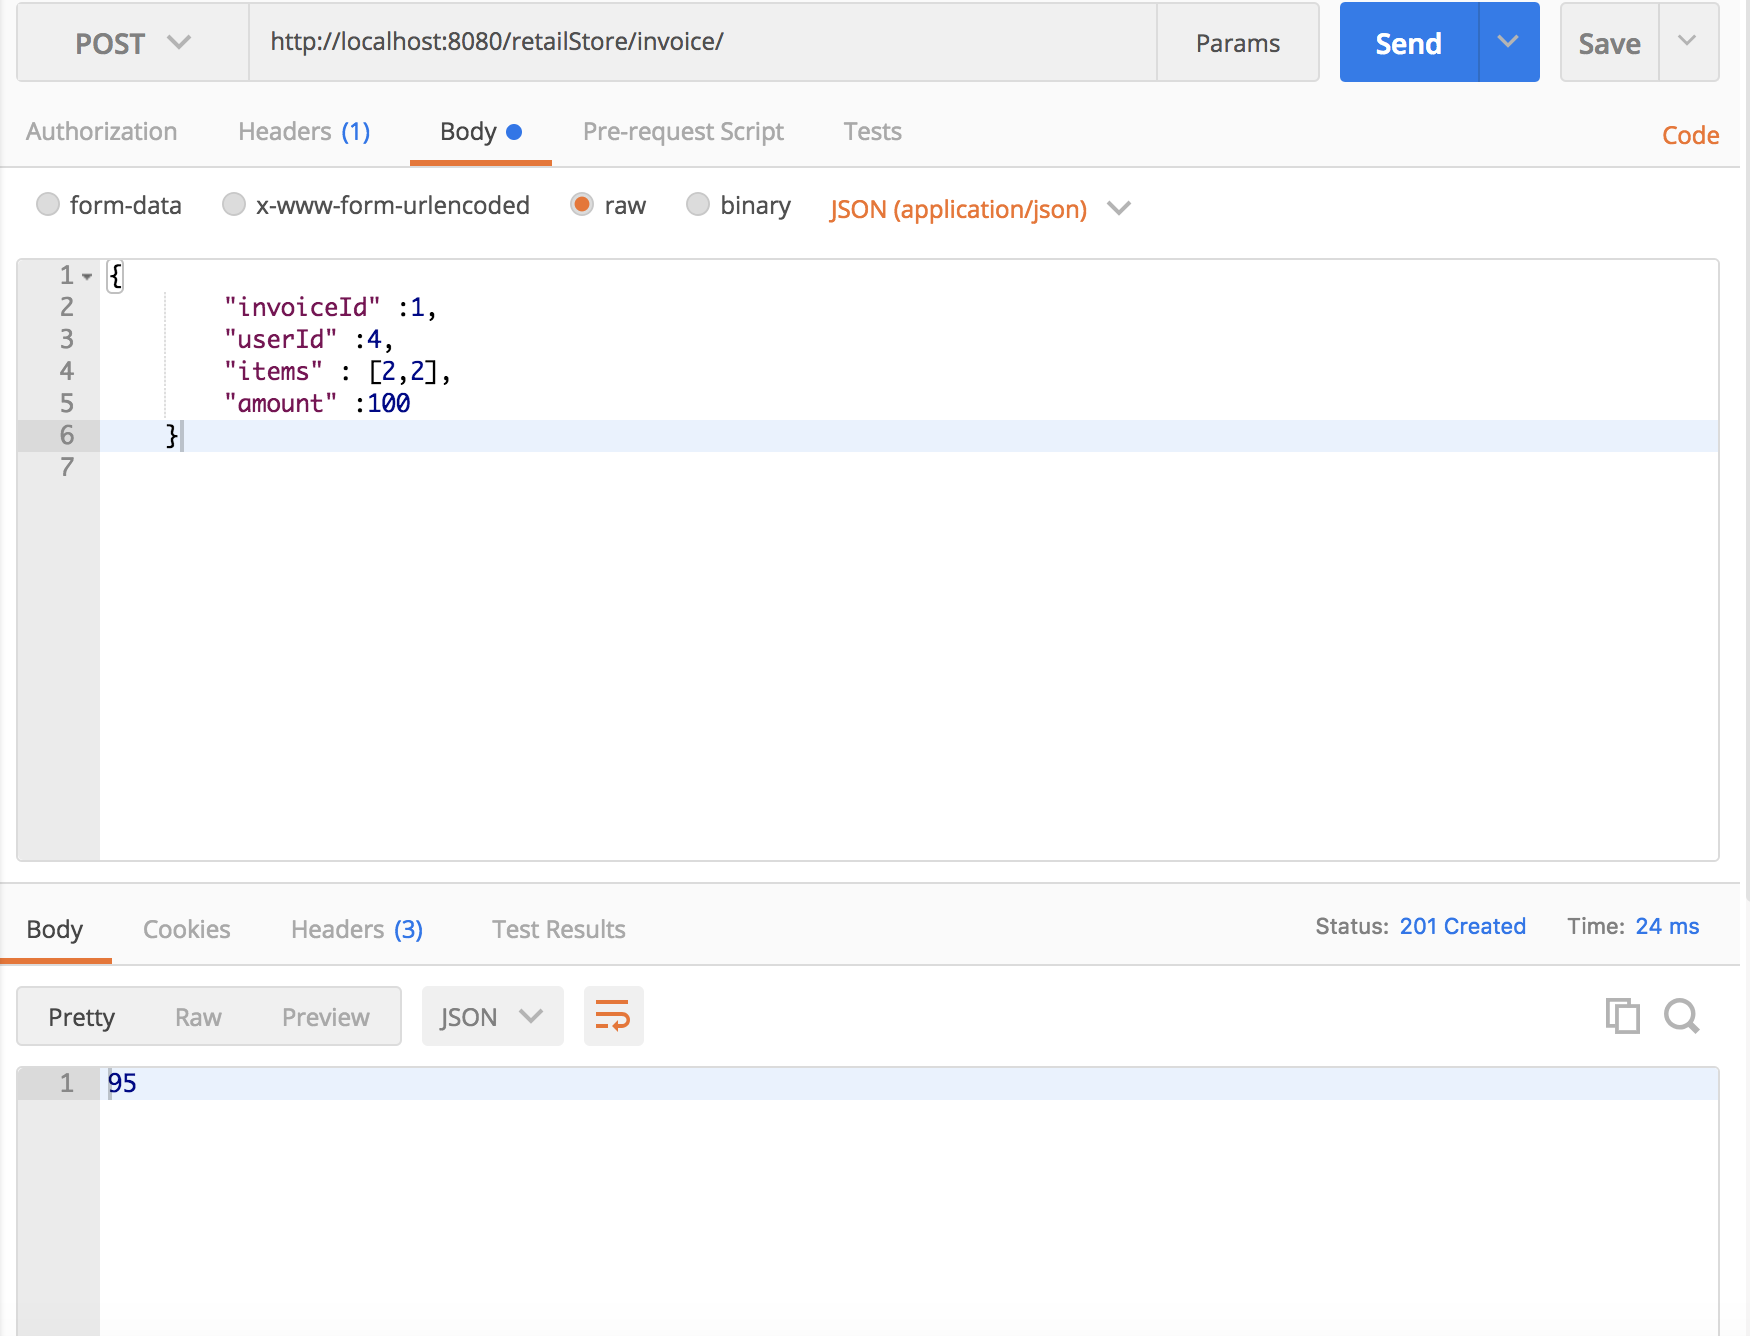 POST http://localhost:8080/retailStore/invoice/ Params Send Save
Authorization Headers (1) Body Pre-request Script Tests Code
form-data x-www-form-urlencoded raw binary JSON (application/json)
1 {
2 "invoiceId" :1,
3 "userId" :4,
4 "items" : [2,2],
5 "amount" :100
6 }
7
Body Cookies Headers (3) Test Results Status: 201 Created Time: 24 ms
Pretty Raw Preview JSON
1 95